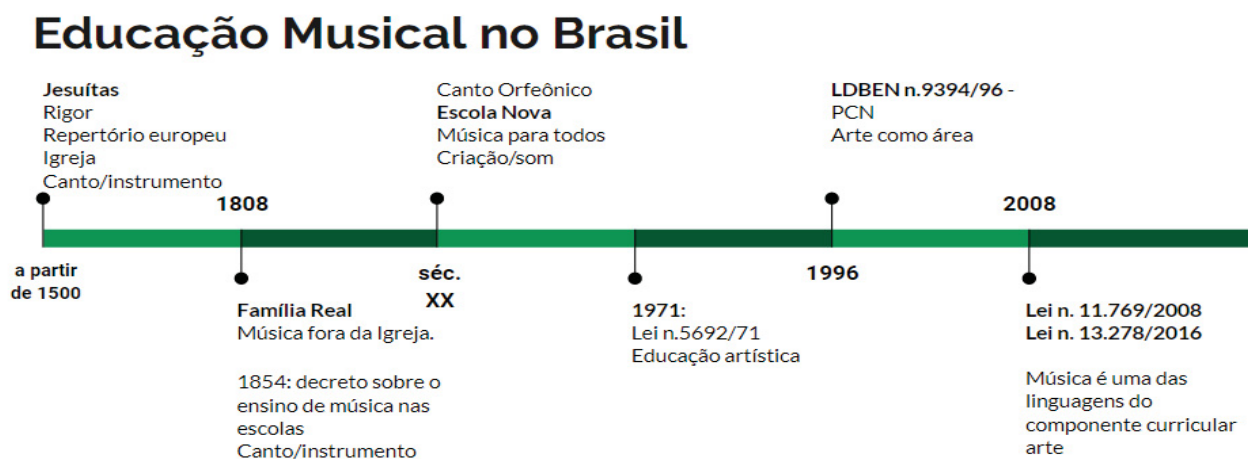 Educação Musical no Brasil
Jesuítas
Rigor
Repertório europeu
Igreja
Canto/instrumento
a partir
de 1500
1808
Família Real
Música fora da Igreja.
1854: decreto sobre o
ensino de música nas
escolas
Canto/instrumento
Canto Orfeônico
Escola Nova
Música para todos
Criação/som
séc.
XX
1971:
Lei n.5692/71
Educação artística
LDBEN n.9394/96 -
PCN
Arte como área
1996
2008
Lei n. 11.769/2008
Lei n. 13.278/2016
Música é uma das
linguagens do
componente curricular
arte